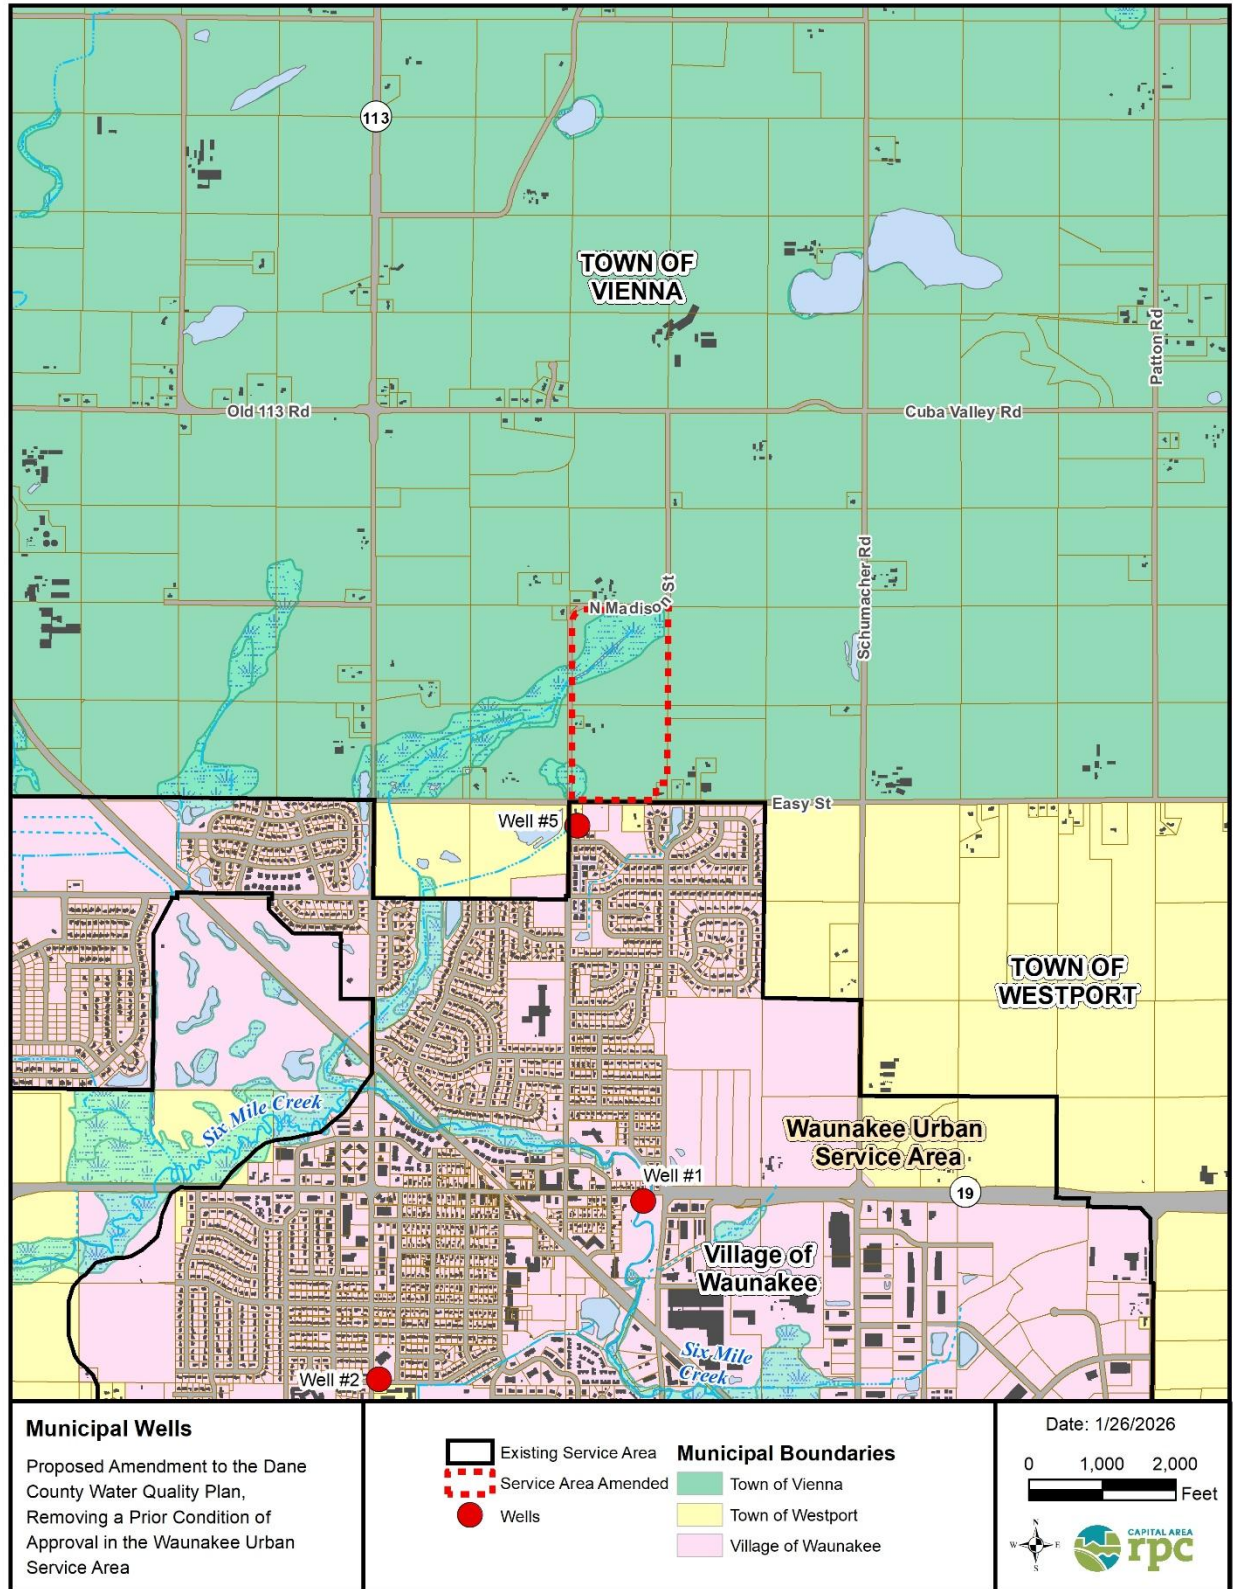 113
TOWN OF
VIENNA
Patton Rd
Old 113 Rd
Cuba Valley Rd
Schumacher Rd
N Madison St
Easy St
Well #5
TOWN OF
WESTPORT
Six Mile Creek
Waunakee Urban
Service Area
Well #1
19
Village of
Waunakee
Six Mile
Creek
Well #2
Municipal Wells
Proposed Amendment to the Dane
County Water Quality Plan,
Removing a Prior Condition of
Approval in the Waunakee Urban
Service Area
Existing Service Area
Service Area Amended
Wells
Municipal Boundaries
Town of Vienna
Town of Westport
Village of Waunakee
Date: 1/26/2026
0 1,000 2,000
Feet
N
W E
S
CAPITAL AREA
rpc